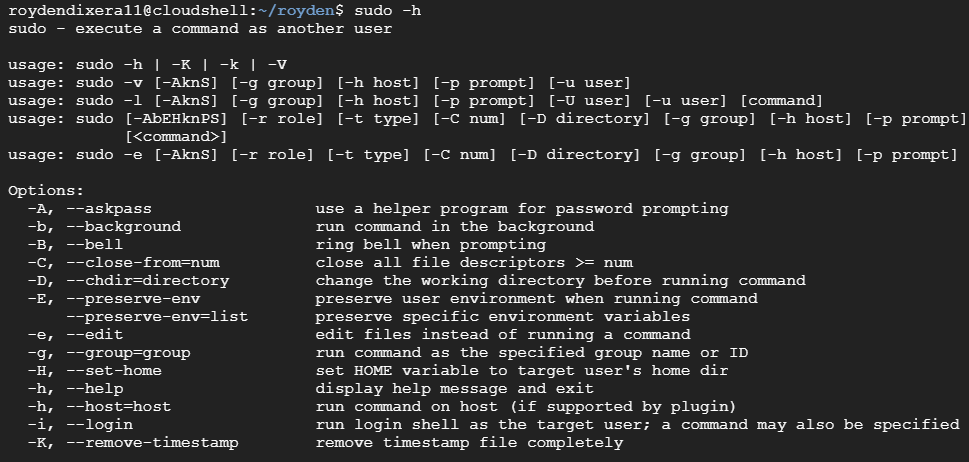 roydendixera11@cloudshell:~/royden$ sudo -h
sudo - execute a command as another user
usage: sudo -h | -K | -k | -V
usage: sudo -v [-AknS] [-g group] [-h host] [-p prompt] [-u user]
usage: sudo -l [-AknS] [-g group] [-h host] [-p prompt] [-U user] [-u user] [command]
usage: sudo [-AbEHknPS] [-r role] [-t type] [-C num] [-D directory] [-g group] [-h host] [-p prompt]
[<command>]
usage: sudo -e [-AknS] [-r role] [-t type] [-C num] [-D directory] [-g group] [-h host] [-p prompt]
Options:
-A, --askpass use a helper program for password prompting
-b, --background run command in the background
-B, --bell ring bell when prompting
-C, --close-from=num close all file descriptors >= num
-D, --chdir=directory change the working directory before running command
-E, --preserve-env preserve user environment when running command
--preserve-env=list preserve specific environment variables
-e, --edit edit files instead of running a command
-g, --group=group run command as the specified group name or ID
-H, --set-home set HOME variable to target user's home dir
-h, --help display help message and exit
-h, --host=host run command on host (if supported by plugin)
-i, --login run login shell as the target user; a command may also be specified
-K, --remove-timestamp remove timestamp file completely